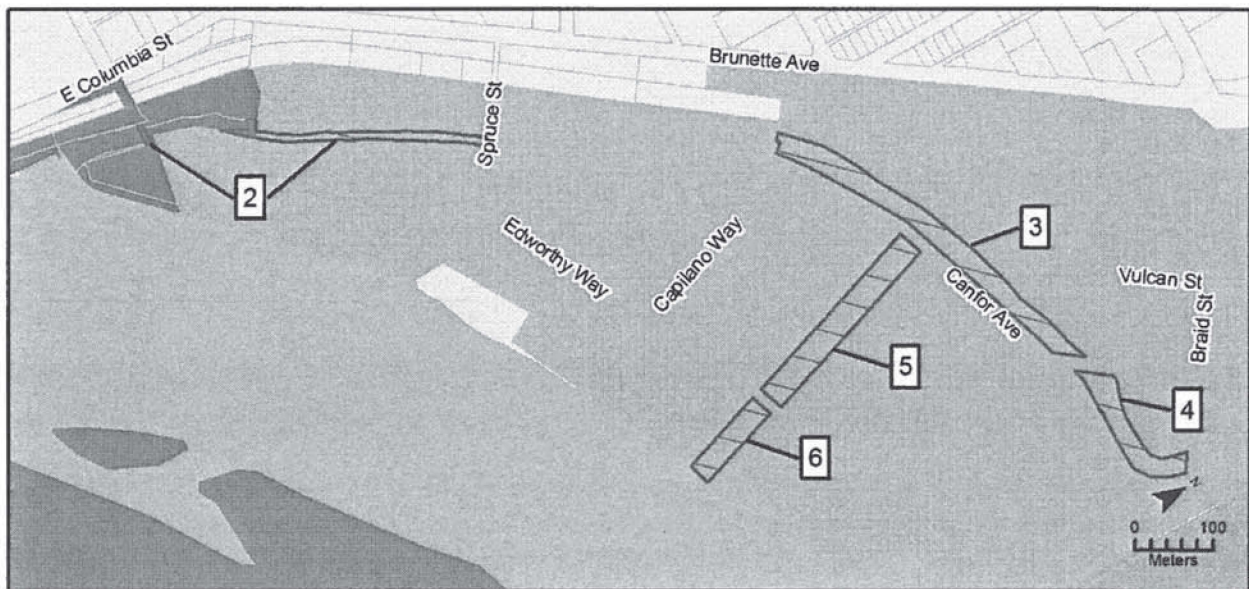 E Columbia St
Brunette Ave
Spruce St
2
3
Edworthy Way
Capilano Way
Canfor Ave
Vulcan St
Braid St
5
4
6
N
0 100
Meters